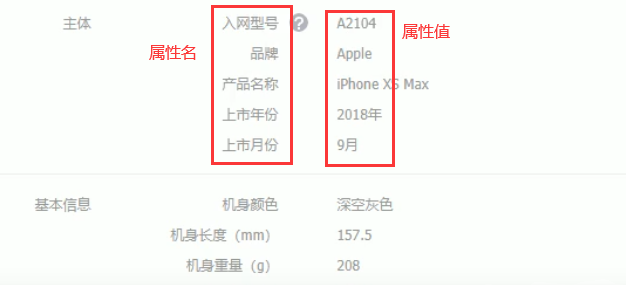 主体 入网型号 ? A2104
属性名 属性值
品牌 Apple
产品名称 iPhone XS Max
上市年份 2018年
上市月份 9月
基本信息 机身颜色 深空灰色
机身长度（mm） 157.5
机身重量（g） 208